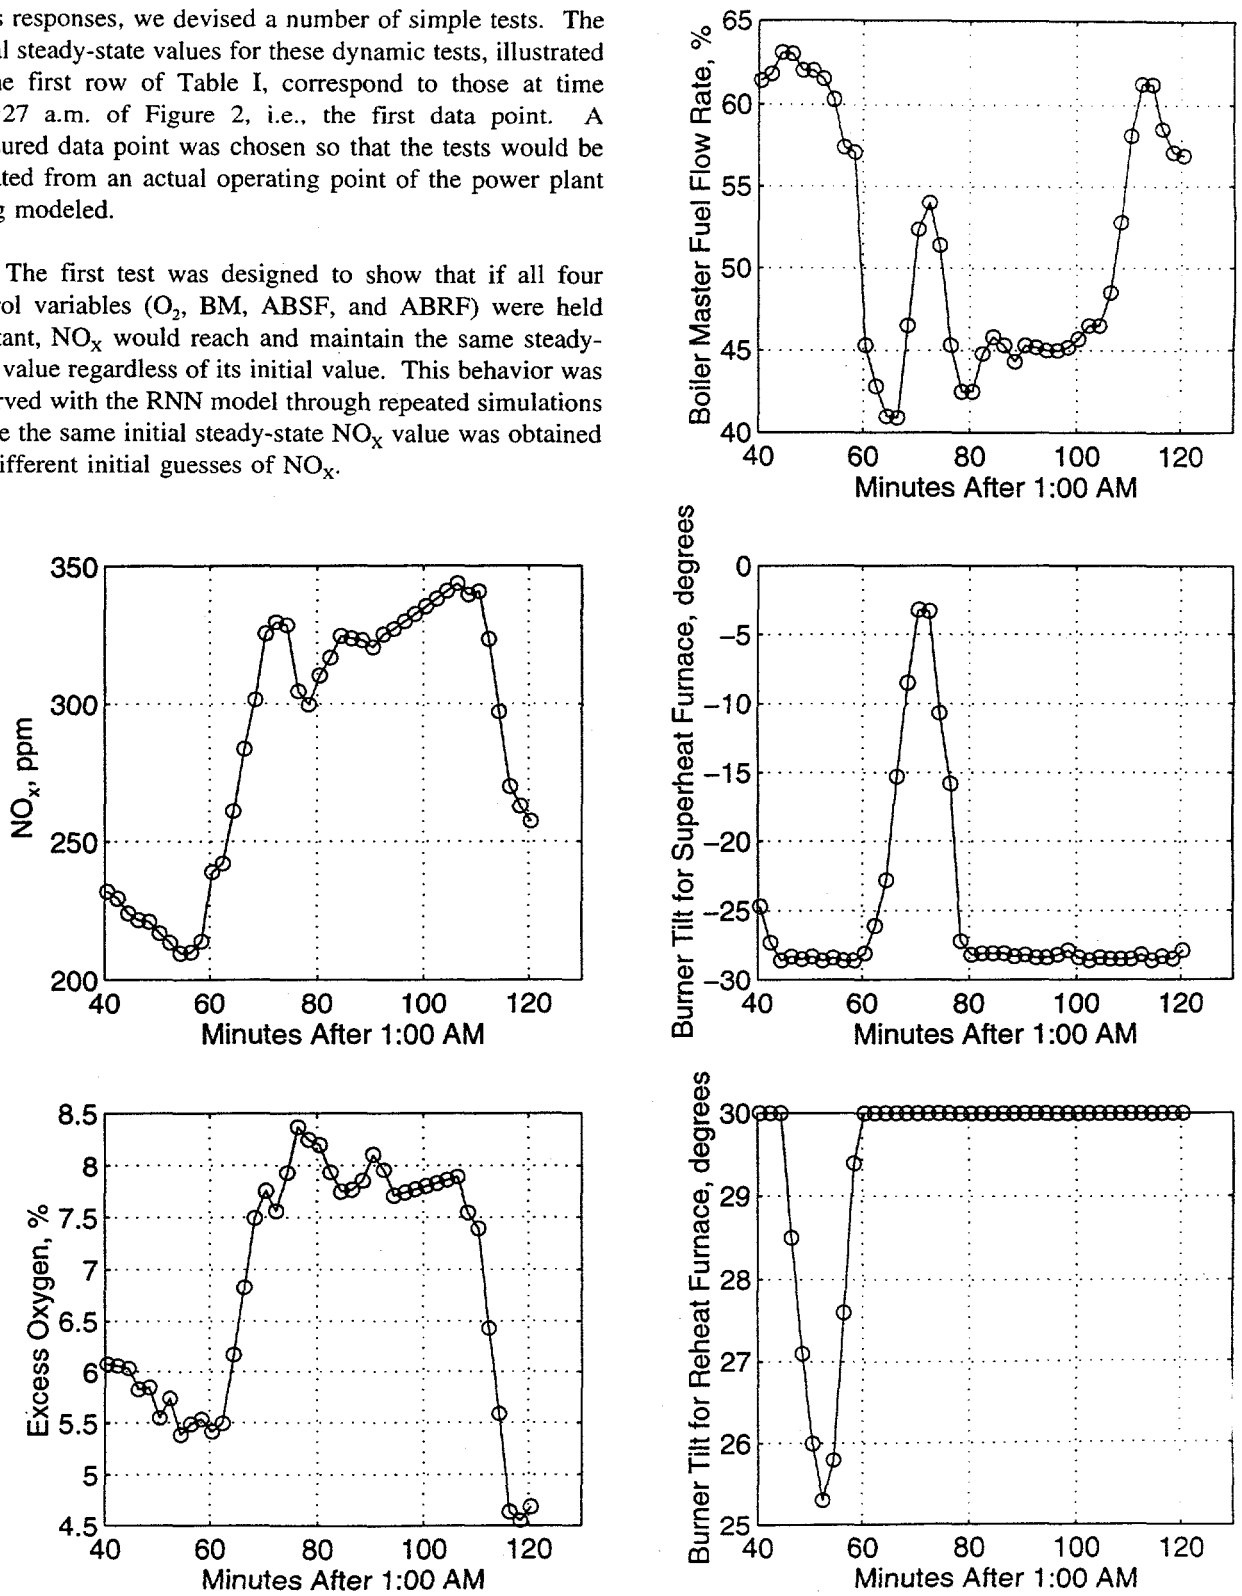 s responses, we devised a number of simple tests. The
l steady-state values for these dynamic tests, illustrated
e first row of Table I, correspond to those at time
27 a.m. of Figure 2, i.e., the first data point. A
ured data point was chosen so that the tests would be
ted from an actual operating point of the power plant
g modeled.
The first test was designed to show that if all four
rol variables (O2, BM, ABSF, and ABRF) were held
tant, NOx would reach and maintain the same steady-
value regardless of its initial value. This behavior was
rved with the RNN model through repeated simulations
e the same initial steady-state NOx value was obtained
ifferent initial guesses of NOx.
65
60
55
50
45
40
Boiler Master Fuel Flow Rate, %
40 60 80 100 120
Minutes After 1:00 AM
350
300
250
200
NOx, ppm
40 60 80 100 120
Minutes After 1:00 AM
0
−5
−10
−15
−20
−25
−30
Burner Tilt for Superheat Furnace, degrees
40 60 80 100 120
Minutes After 1:00 AM
8.5
8
7.5
7
6.5
6
5.5
5
4.5
Excess Oxygen, %
40 60 80 100 120
Minutes After 1:00 AM
30
29
28
27
26
25
Burner Tilt for Reheat Furnace, degrees
40 60 80 100 120
Minutes After 1:00 AM